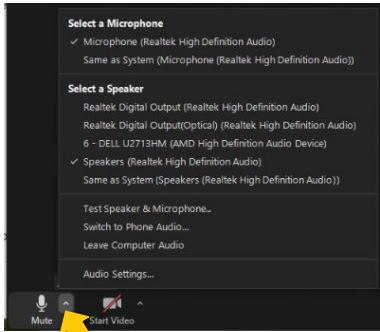 Select a Microphone
✓ Microphone (Realtek High Definition Audio)
Same as System (Microphone (Realtek High Definition Audio))
Select a Speaker
Realtek Digital Output (Realtek High Definition Audio)
Realtek Digital Output(Optical) (Realtek High Definition Audio)
6 - DELL U2713HM (AMD High Definition Audio Device)
✓ Speakers (Realtek High Definition Audio)
Same as System (Speakers (Realtek High Definition Audio))
Test Speaker & Microphone...
Switch to Phone Audio...
Leave Computer Audio
Audio Settings...
Mute Start Video